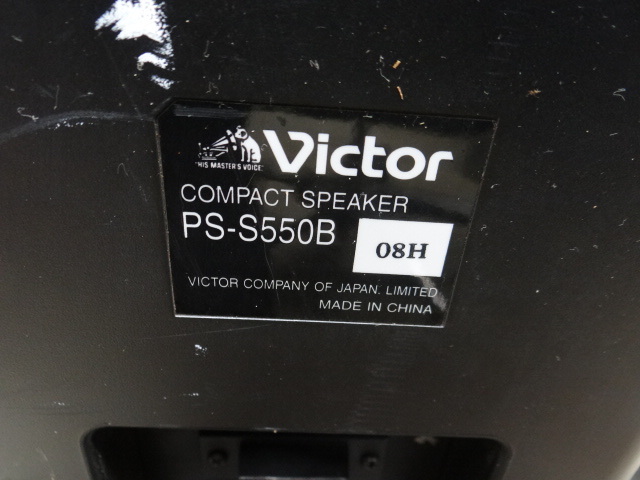 Victor
"HIS MASTER'S VOICE"
COMPACT SPEAKER
PS-S550B
08H
VICTOR COMPANY OF JAPAN, LIMITED
MADE IN CHINA